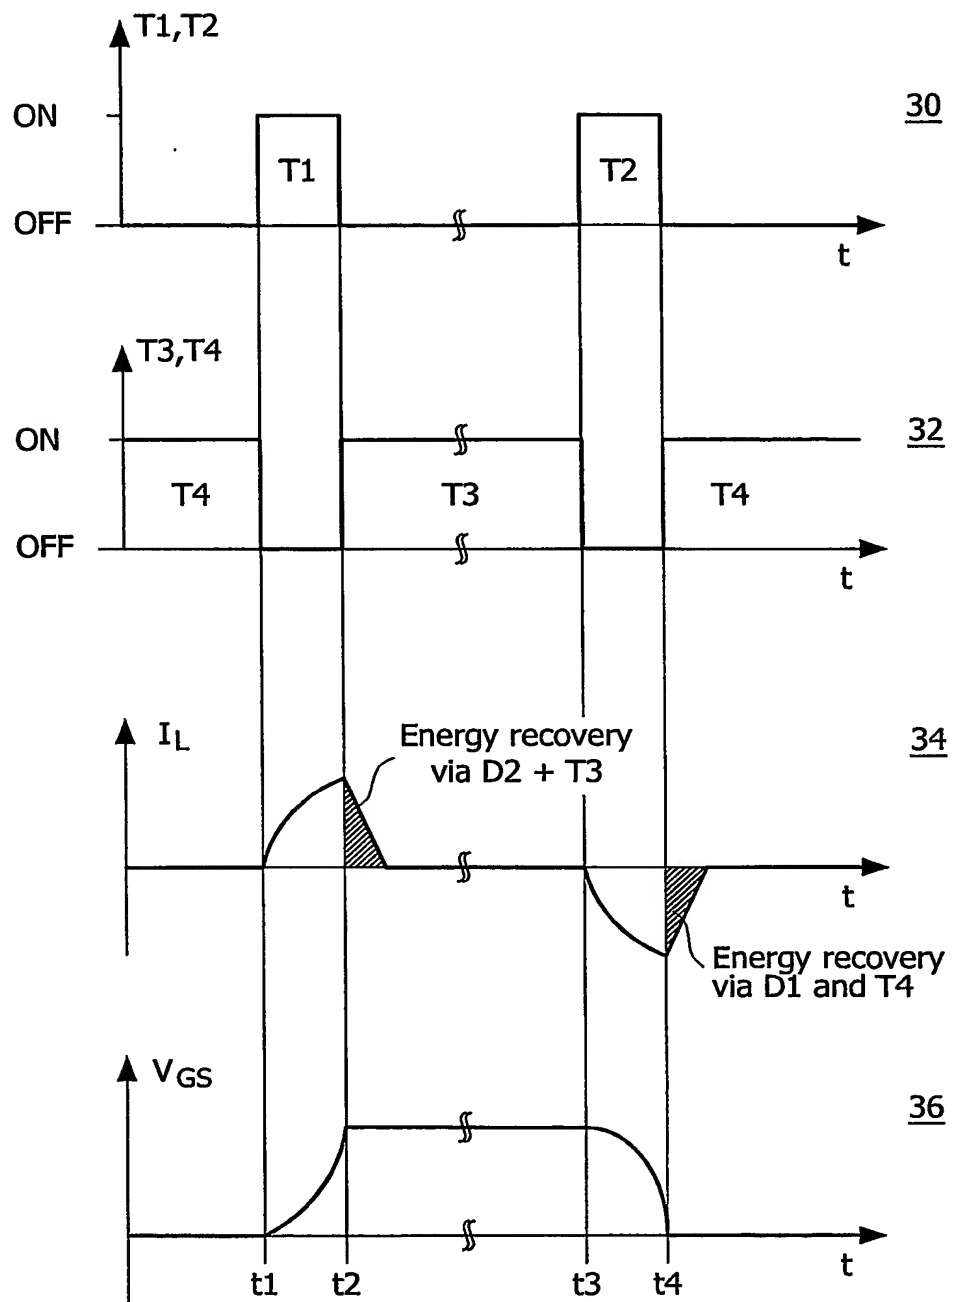 T1,T2
30
ON
T1
T2
OFF
t
T3,T4
ON
32
T4
T3
T4
OFF
t
IL
Energy recovery
via D2 + T3
34
t
Energy recovery
via D1 and T4
VGS
36
t
t1
t2
t3
t4